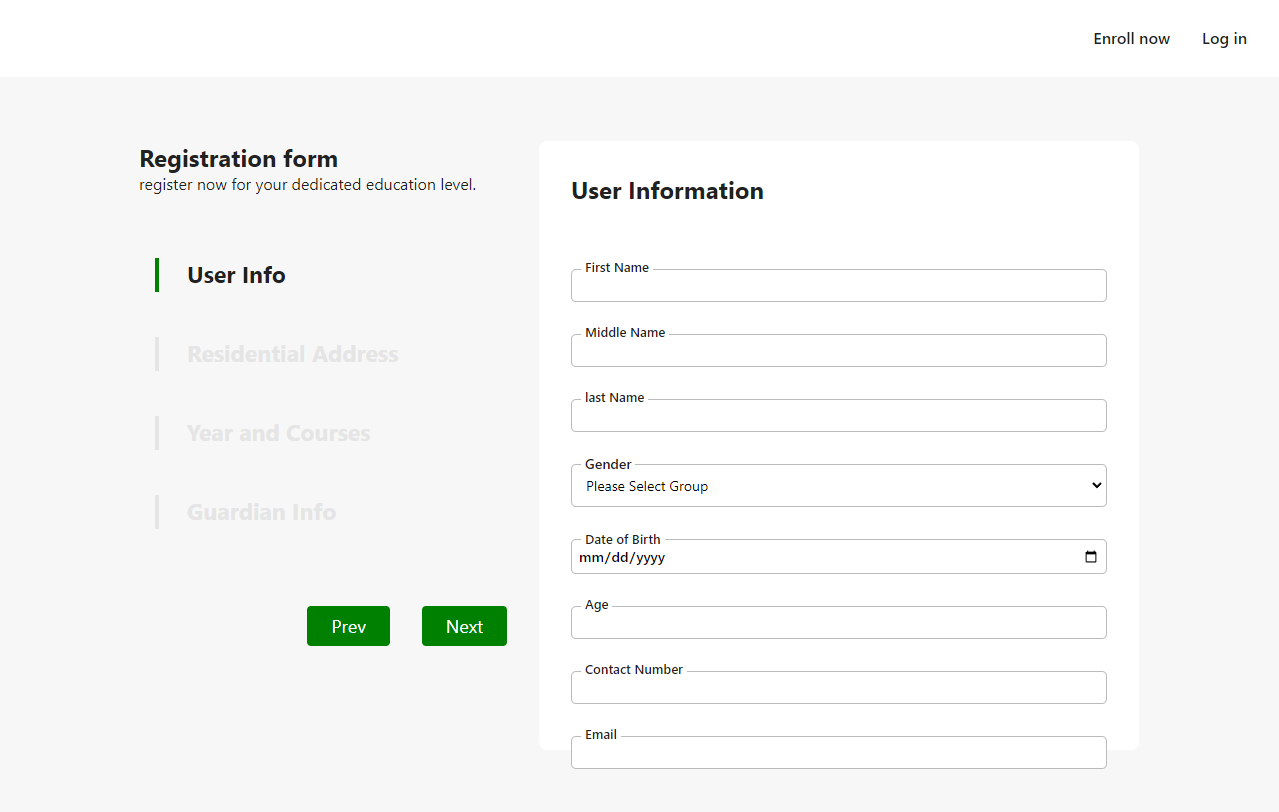 Enroll now Log in
Registration form
register now for your dedicated education level.
User Info
Residential Address
Year and Courses
Guardian Info
Prev Next
User Information
First Name
Middle Name
last Name
Gender
Please Select Group
Date of Birth
mm/dd/yyyy
Age
Contact Number
Email